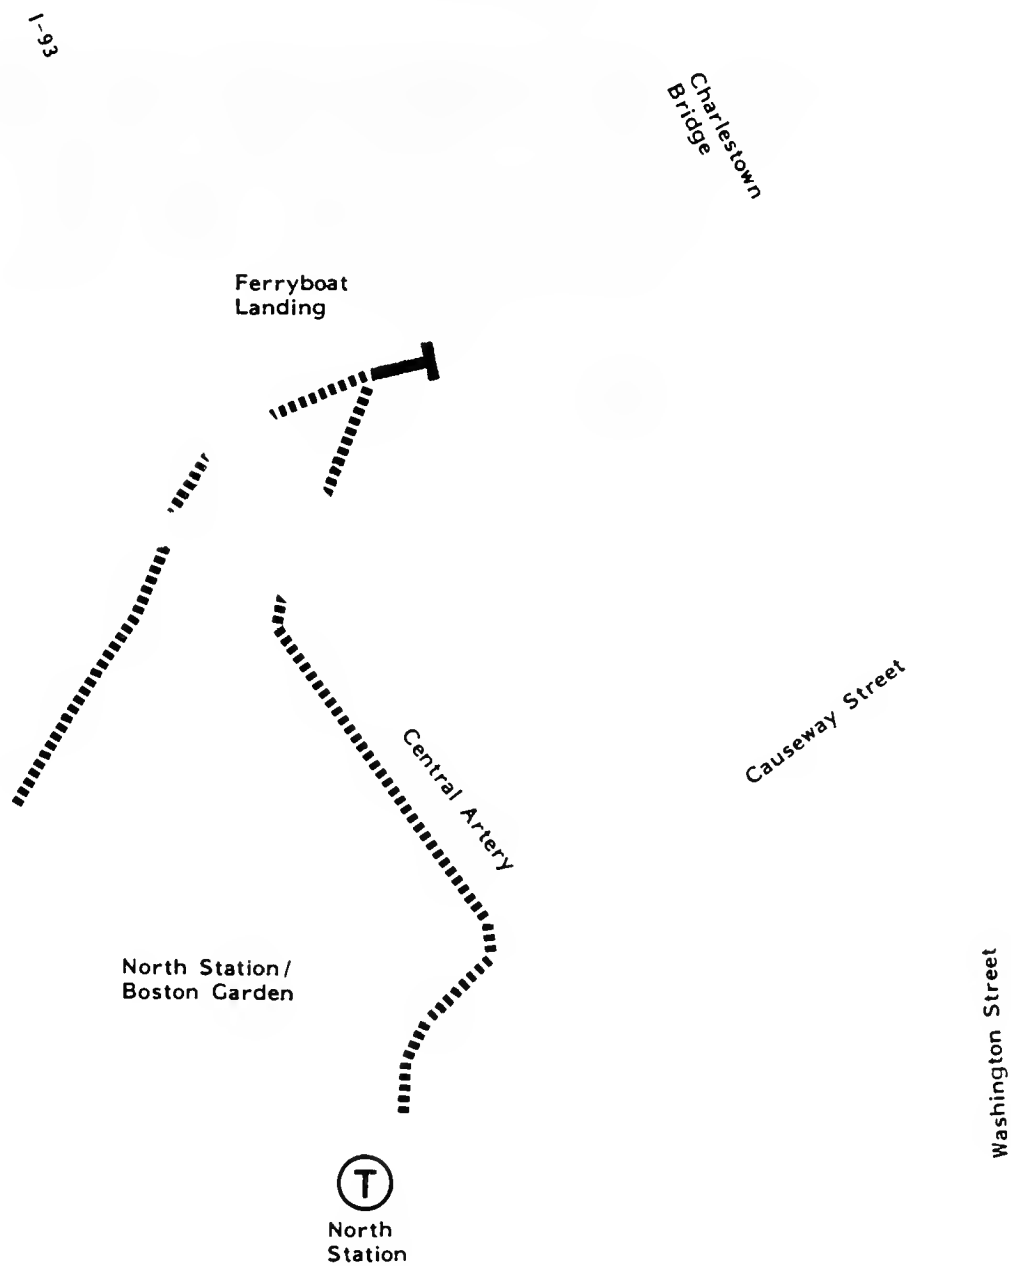 I-93
Charlestown
Bridge
Ferryboat
Landing
Causeway Street
Central Artery
North Station/
Boston Garden
Washington Street
T
North
Station